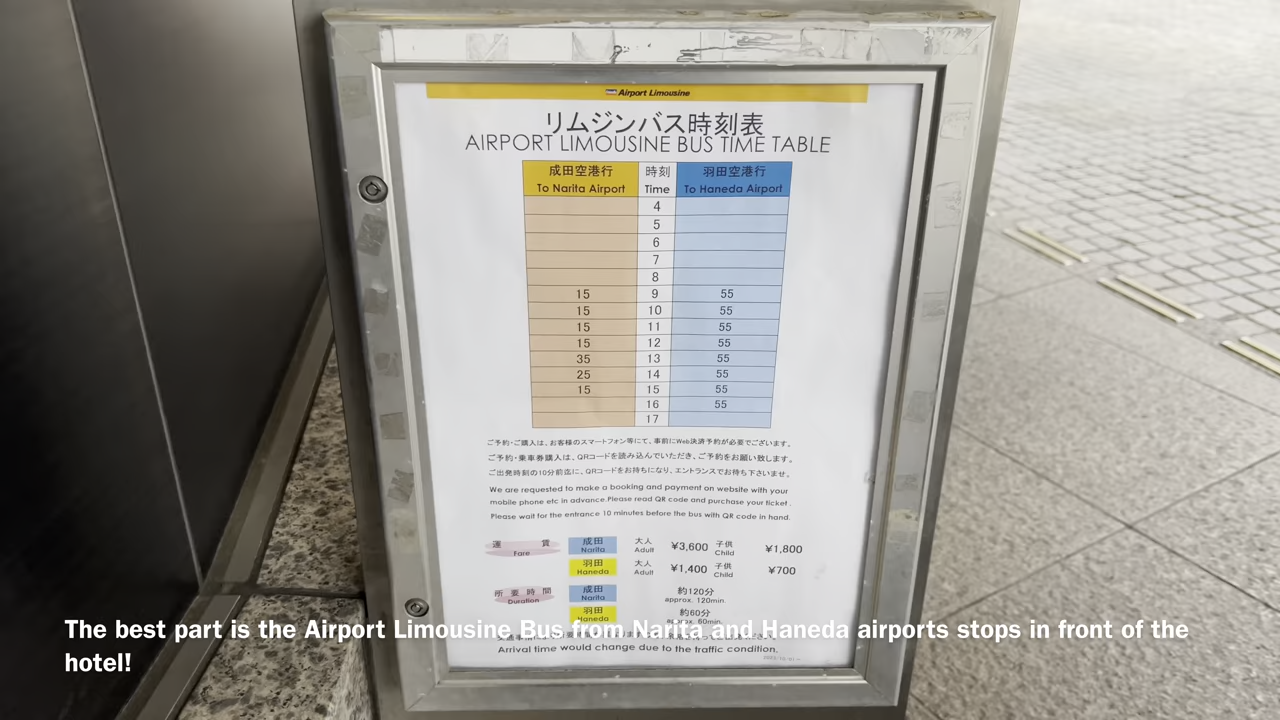 Airport Limousine
リムジンバス時刻表
AIRPORT LIMOUSINE BUS TIME TABLE
成田空港行 時刻 羽田空港行
To Narita Airport Time To Haneda Airport
4
5
6
7
8
15 9 55
15 10 55
15 11 55
15 12 55
35 13 55
25 14 55
15 15 55
16 55
17
ご予約・ご購入は、お客様のスマートフォン等にて、事前にWeb決済予約が必要でございます。
ご予約・乗車券購入は、QRコードを読み込んでいただき、ご予約をお願い致します。
ご出発時刻の10分前迄に、QRコードをお持ちになり、エントランスでお待ち下さいませ。
We are requested to make a booking and payment on website with your
mobile phone etc in advance.Please read QR code and purchase your ticket .
Please wait for the entrance 10 minutes before the bus with QR code in hand.
運賃 成田 大人 ¥3,600 子供 ¥1,800
Fare Narita Adult Child
羽田 大人 ¥1,400 子供 ¥700
Haneda Adult Child
所要時間 成田 約120分
Duration Narita approx. 120min.
羽田 約60分
Haneda approx. 60min.
The best part is the Airport Limousine Bus from Narita and Haneda airports stops in front of the
hotel!
Arrival time would change due to the traffic condition.